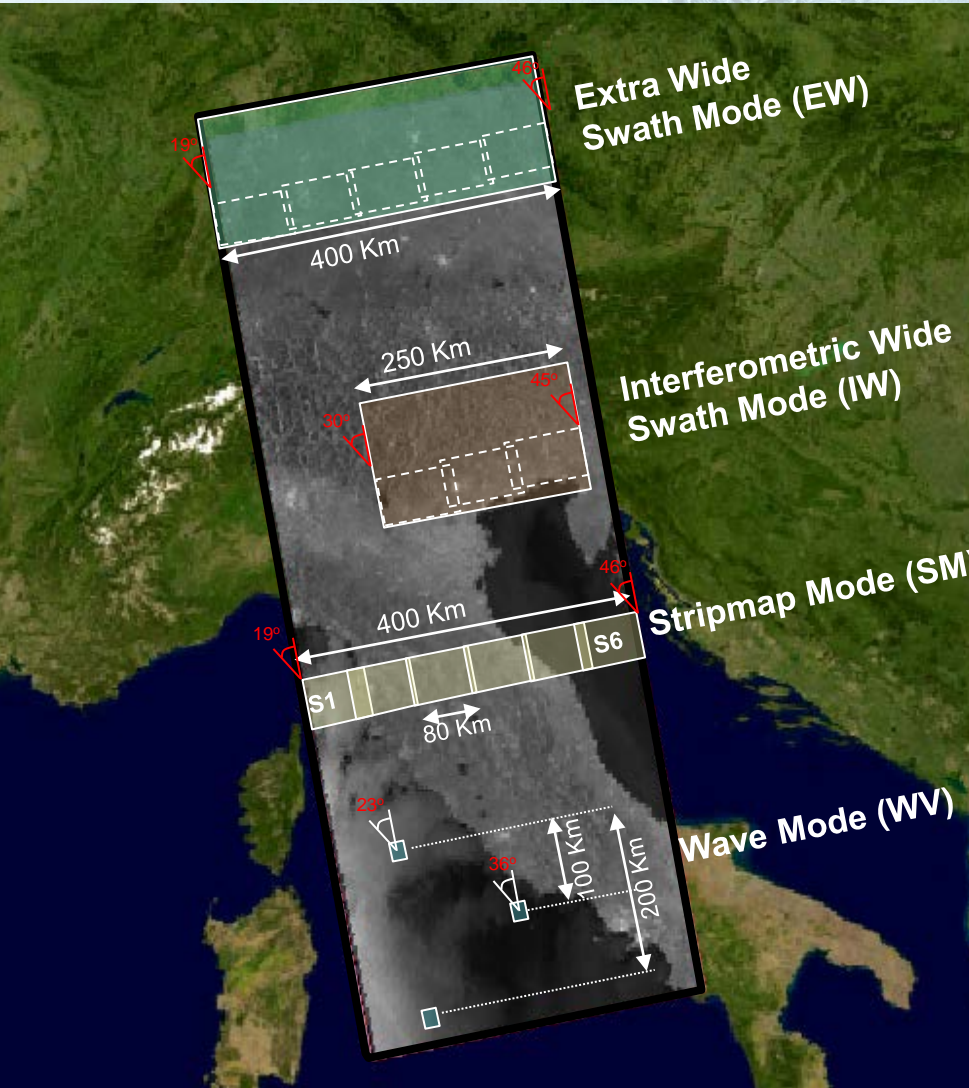 46º
Extra Wide
Swath Mode (EW)
19º
400 Km
250 Km
Interferometric Wide
Swath Mode (IW)
45º
30º
46º
Stripmap Mode (SM)
400 Km
19º
S6
S1
80 Km
23º
Wave Mode (WV)
100 Km
200 Km
36º